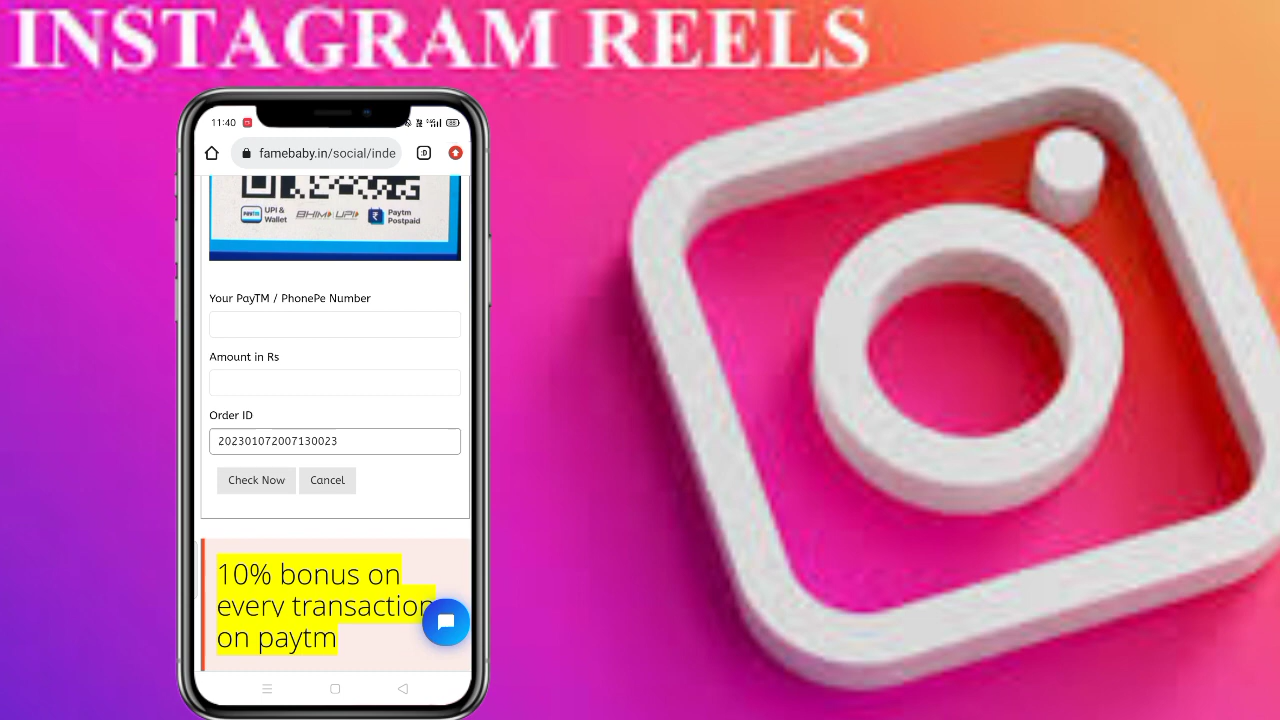 INSTAGRAM REELS
11:40
famebaby.in/social/inde
paytm UPI & Wallet BHIM UPI Paytm Postpaid
Your PayTM / PhonePe Number
Amount in Rs
Order ID
202301072007130023
Check Now Cancel
10% bonus on
every transaction
on paytm